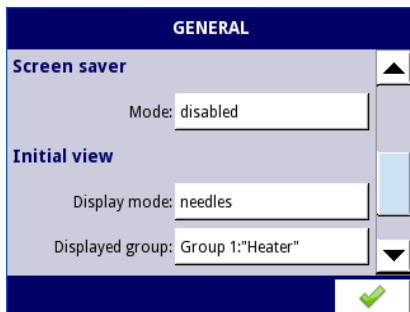 GENERAL
Screen saver
Mode: disabled
Initial view
Display mode: needles
Displayed group: Group 1:"Heater"